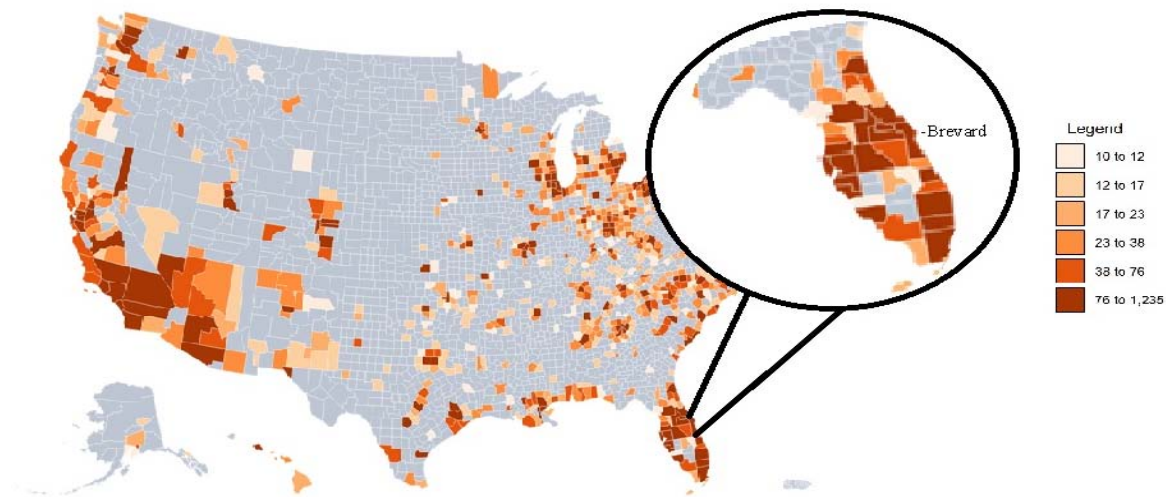 -Brevard
Legend
10 to 12
12 to 17
17 to 23
23 to 38
38 to 76
76 to 1,235